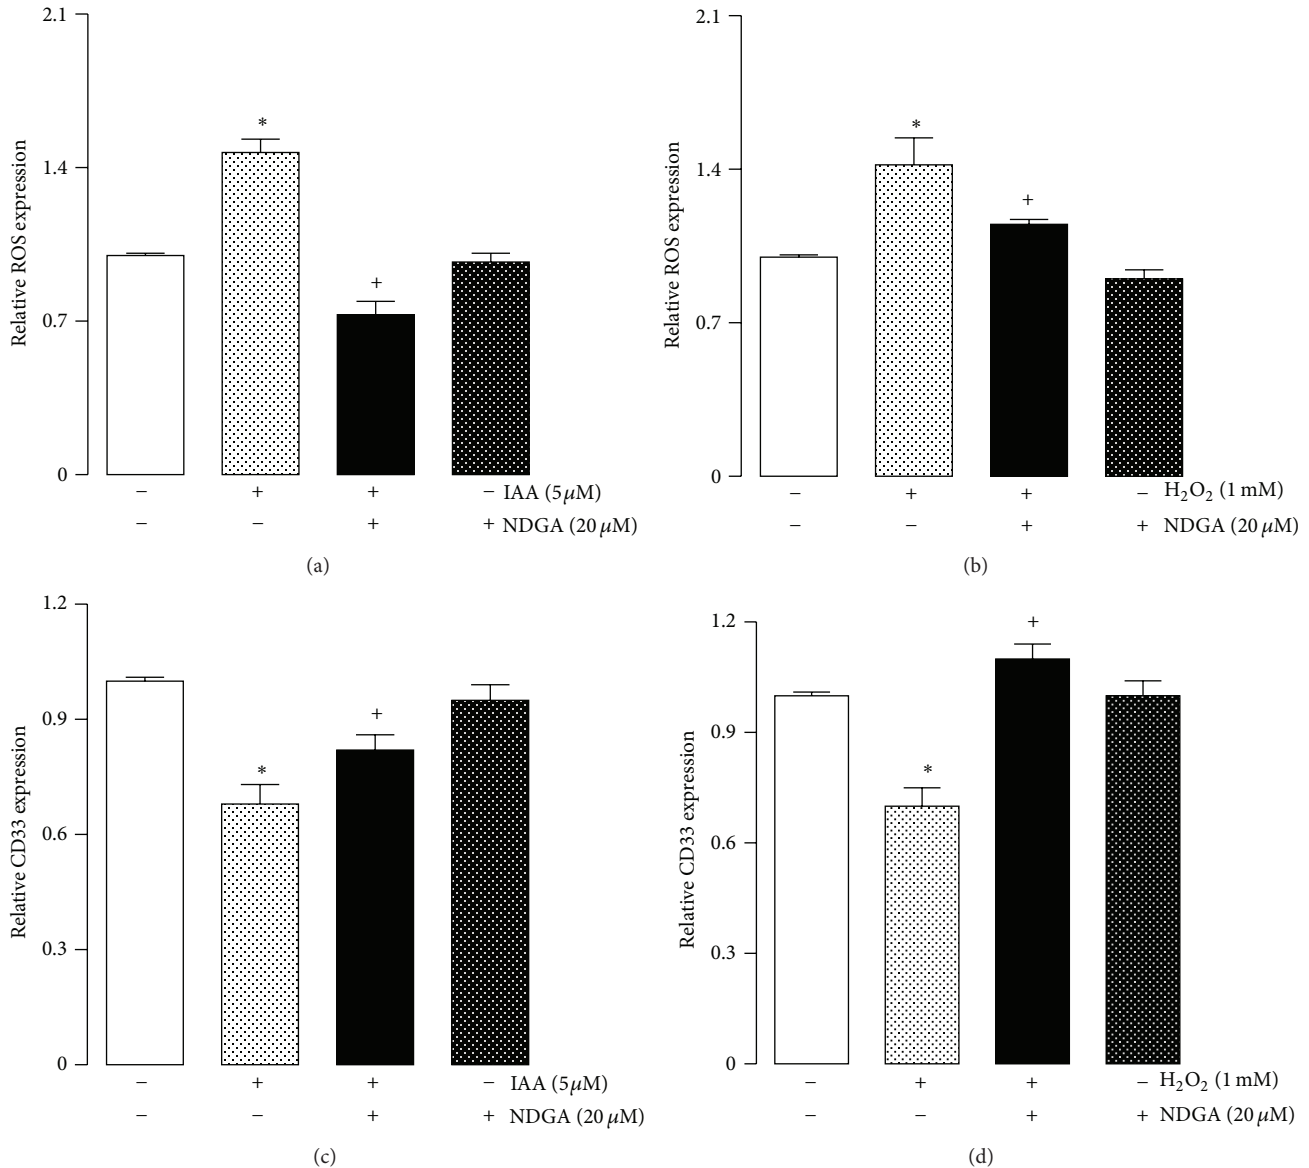 2.1
1.4
0.7
0
Relative ROS expression
*
+
− + + − IAA (5 μM)
− − + + NDGA (20 μM)
(a)
2.1
1.4
0.7
0
Relative ROS expression
*
+
− + + − H₂O₂ (1 mM)
− − + + NDGA (20 μM)
(b)
1.2
0.9
0.6
0.3
0
Relative CD33 expression
*
+
− + + − IAA (5 μM)
− − + + NDGA (20 μM)
(c)
1.2
0.9
0.6
0.3
0
Relative CD33 expression
*
+
− + + − H₂O₂ (1 mM)
− − + + NDGA (20 μM)
(d)